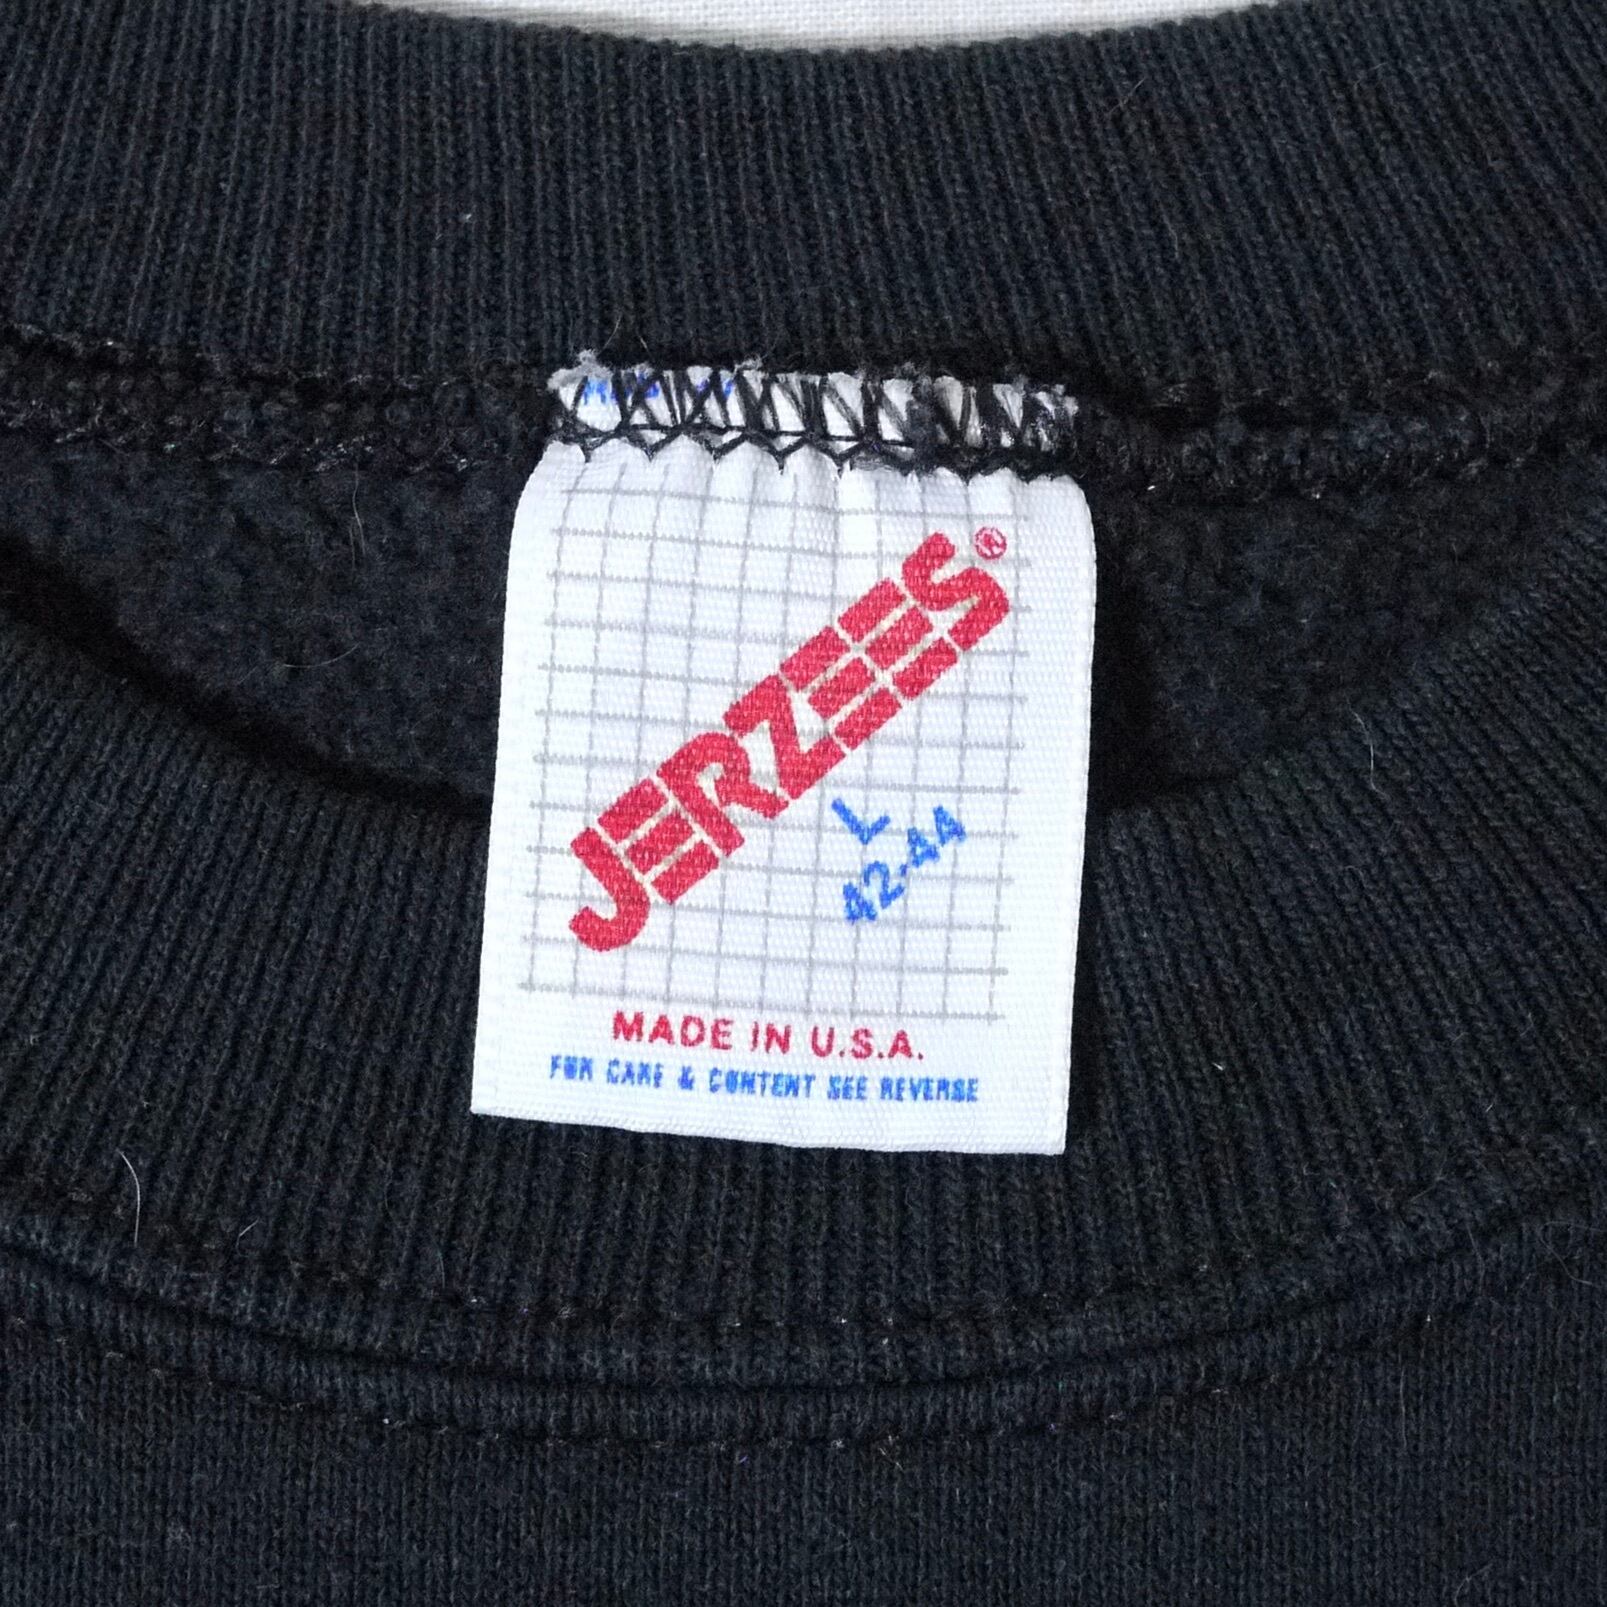 JERZEES®
L
42-44
MADE IN U.S.A.
FOR CARE & CONTENT SEE REVERSE